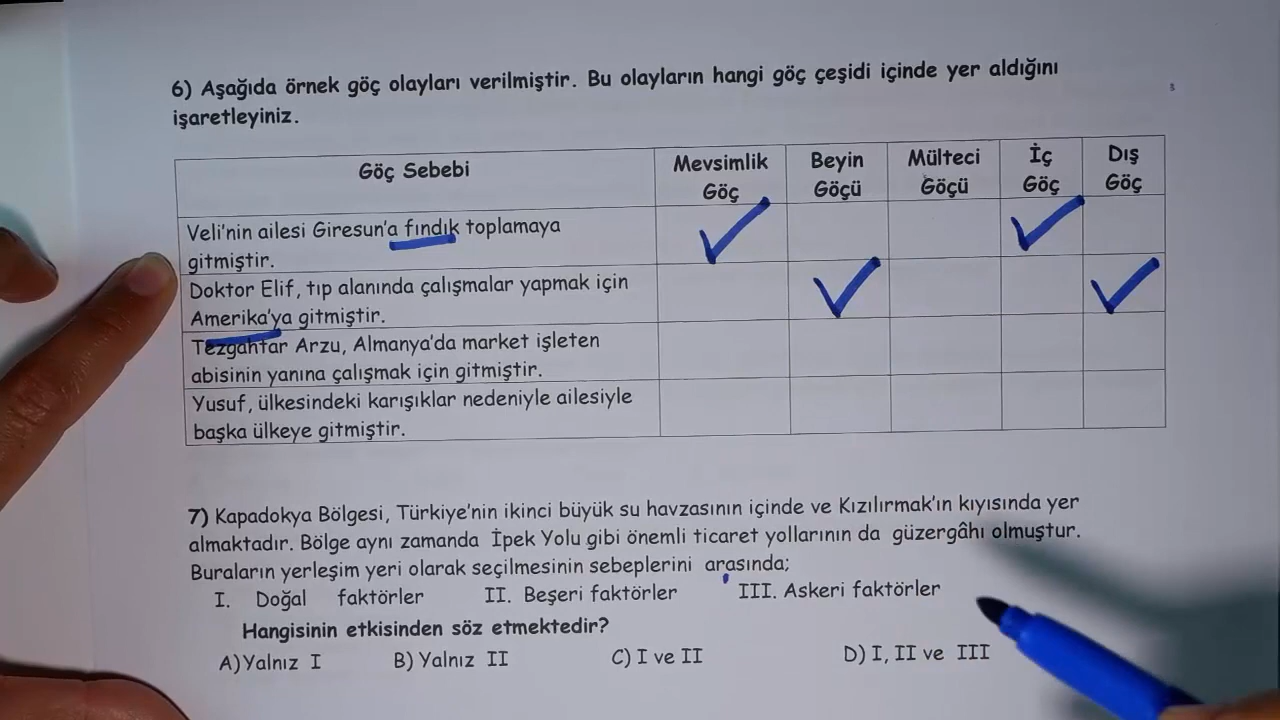 6) Aşağıda örnek göç olayları verilmiştir. Bu olayların hangi göç çeşidi içinde yer aldığını
işaretleyiniz.
3
Göç Sebebi
Mevsimlik
Göç
Beyin
Göçü
Mülteci
Göçü
İç
Göç
Dış
Göç
Veli'nin ailesi Giresun'a fındık toplamaya
gitmiştir.
Doktor Elif, tıp alanında çalışmalar yapmak için
Amerika'ya gitmiştir.
Tezgahtar Arzu, Almanya'da market işleten
abisinin yanına çalışmak için gitmiştir.
Yusuf, ülkesindeki karışıklar nedeniyle ailesiyle
başka ülkeye gitmiştir.
7) Kapadokya Bölgesi, Türkiye'nin ikinci büyük su havzasının içinde ve Kızılırmak'ın kıyısında yer
almaktadır. Bölge aynı zamanda İpek Yolu gibi önemli ticaret yollarının da güzergâhı olmuştur.
Buraların yerleşim yeri olarak seçilmesinin sebeplerini arasında;
I. Doğal faktörler II. Beşeri faktörler III. Askeri faktörler
Hangisinin etkisinden söz etmektedir?
A) Yalnız I B) Yalnız II C) I ve II D) I, II ve III